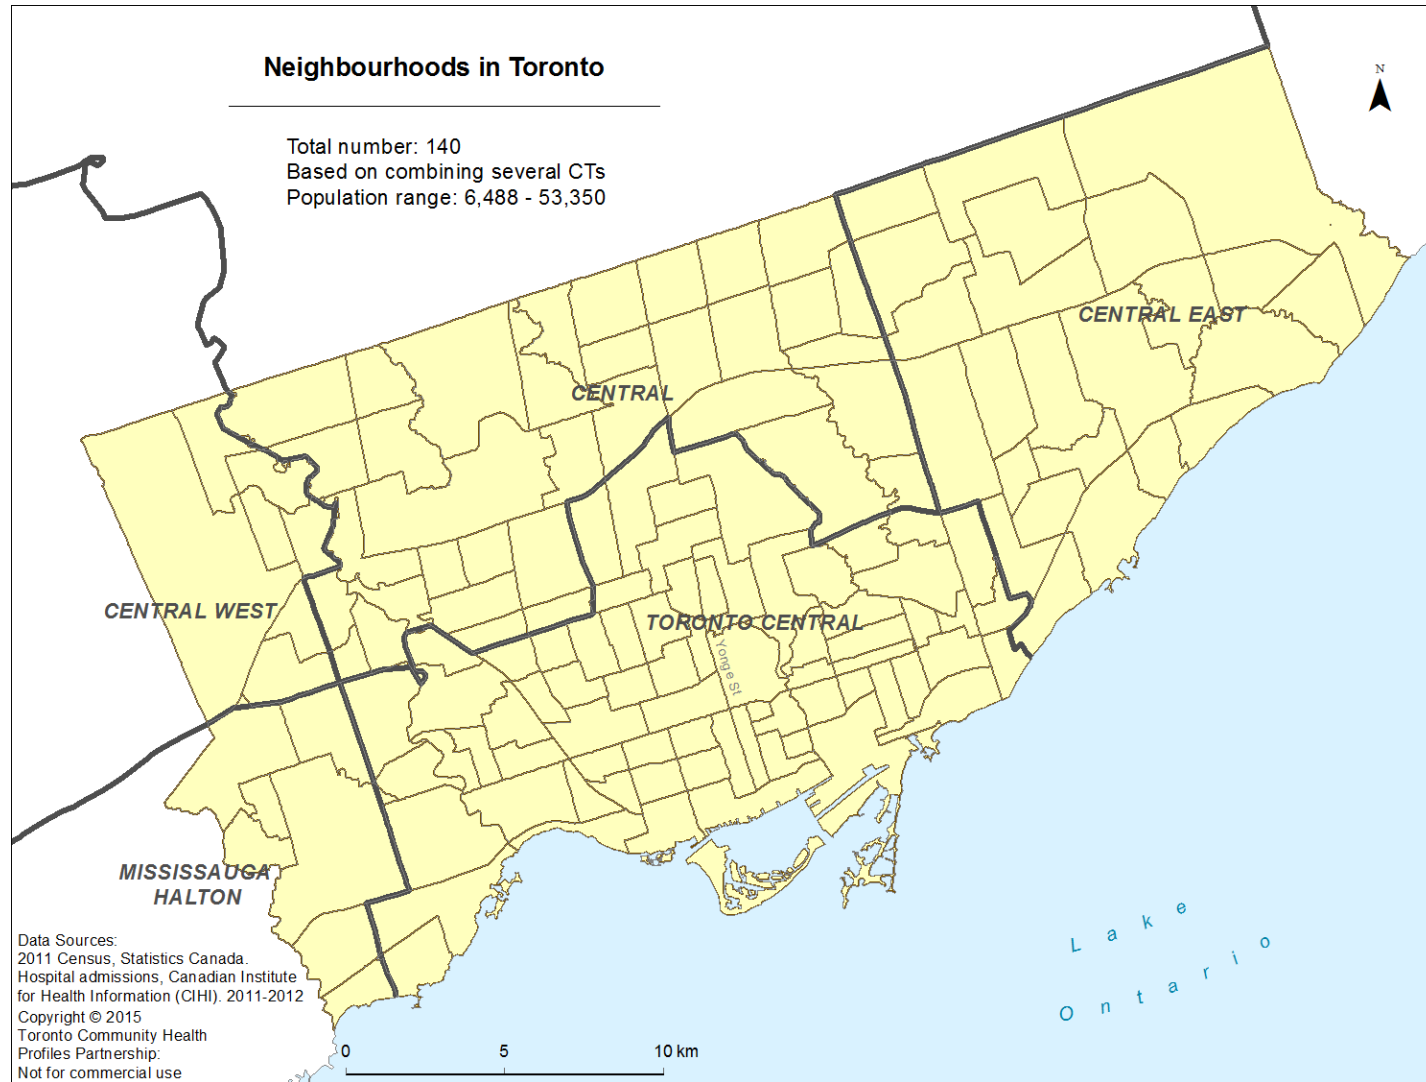 Neighbourhoods in Toronto
Total number: 140
Based on combining several CTs
Population range: 6,488 - 53,350
N
CENTRAL EAST
CENTRAL
CENTRAL WEST
TORONTO CENTRAL
Yonge St
MISSISSAUGA
HALTON
Lake
Ontario
Data Sources:
2011 Census, Statistics Canada.
Hospital admissions, Canadian Institute
for Health Information (CIHI). 2011-2012
Copyright © 2015
Toronto Community Health
Profiles Partnership:
Not for commercial use
0 5 10 km